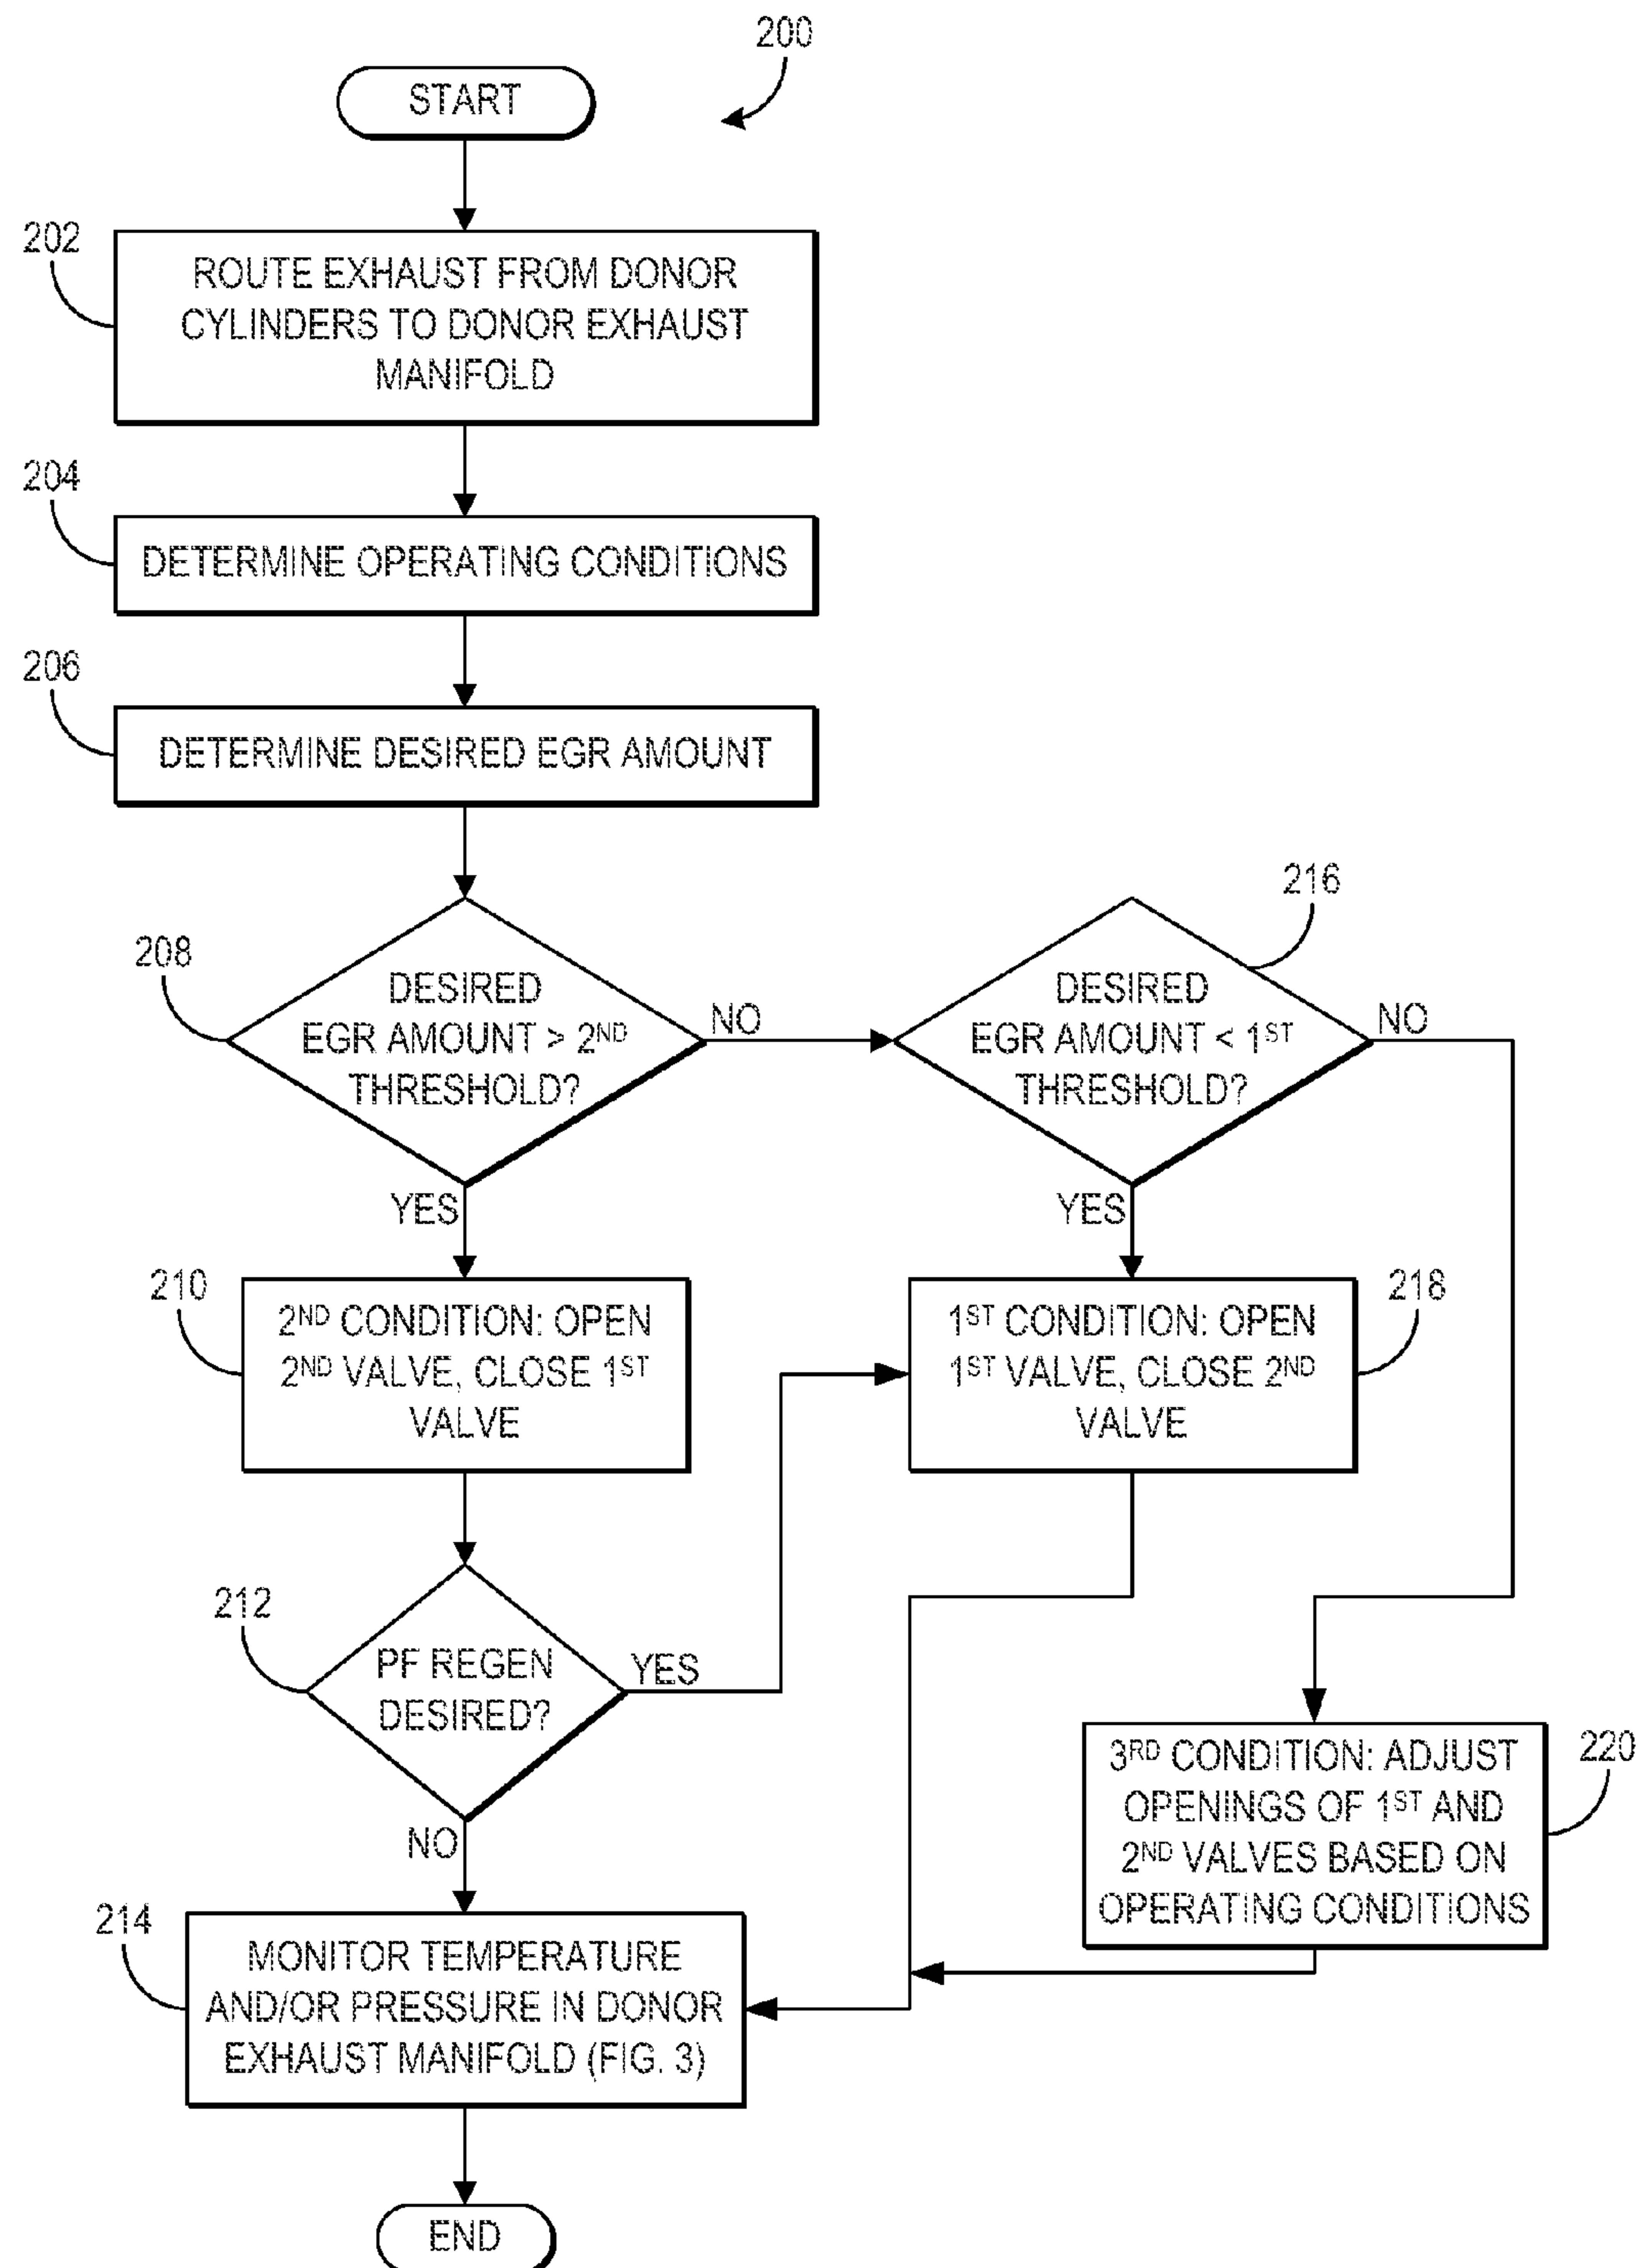 200
START
202
ROUTE EXHAUST FROM DONOR
CYLINDERS TO DONOR EXHAUST
MANIFOLD
204
DETERMINE OPERATING CONDITIONS
206
DETERMINE DESIRED EGR AMOUNT
208
DESIRED
EGR AMOUNT > 2ND
THRESHOLD?
NO
YES
216
DESIRED
EGR AMOUNT < 1ST
THRESHOLD?
NO
YES
210
2ND CONDITION: OPEN
2ND VALVE, CLOSE 1ST
VALVE
218
1ST CONDITION: OPEN
1ST VALVE, CLOSE 2ND
VALVE
212
PF REGEN
DESIRED?
YES
NO
220
3RD CONDITION: ADJUST
OPENINGS OF 1ST AND
2ND VALVES BASED ON
OPERATING CONDITIONS
214
MONITOR TEMPERATURE
AND/OR PRESSURE IN DONOR
EXHAUST MANIFOLD (FIG. 3)
END